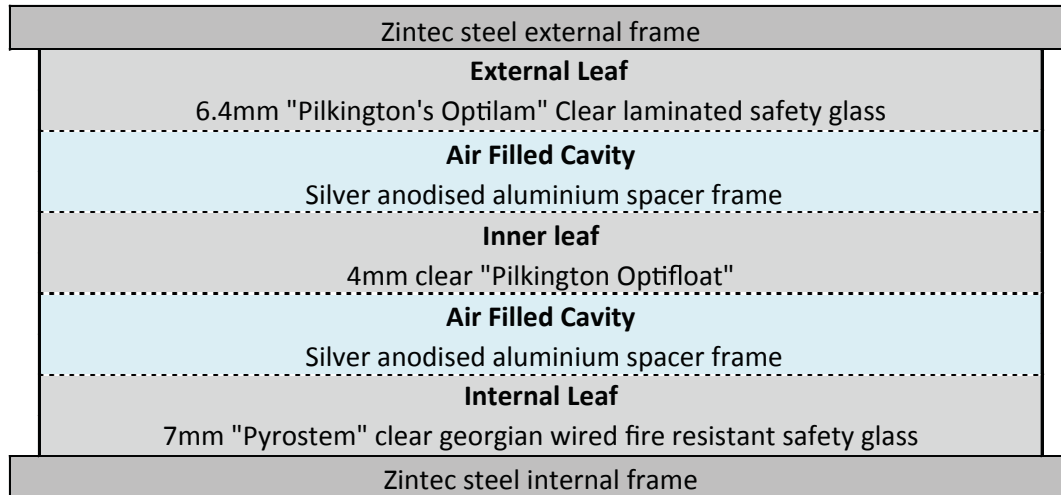 Zintec steel external frame
External Leaf
6.4mm "Pilkington's Optilam" Clear laminated safety glass
Air Filled Cavity
Silver anodised aluminium spacer frame
Inner leaf
4mm clear "Pilkington Optifloat"
Air Filled Cavity
Silver anodised aluminium spacer frame
Internal Leaf
7mm "Pyrostem" clear georgian wired fire resistant safety glass
Zintec steel internal frame